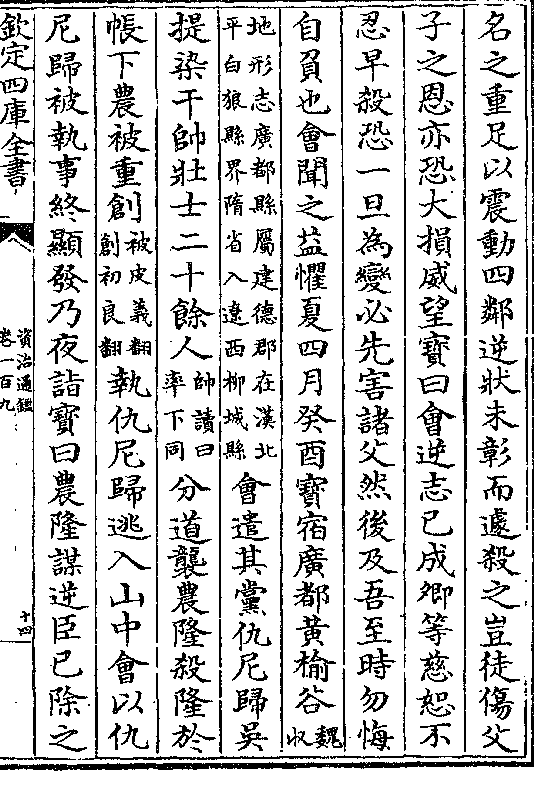 名之重足以震動四鄰逆狀未彰而遽殺之豈徒傷父
子之恩亦恐大損威望寶曰會逆志已成卿等慈恕不
忍早殺恐一旦為變必先害諸父然後及吾至時勿悔
自負也會聞之益懼夏四月癸酉寶宿廣都黃榆谷魏收
地形志廣都縣屬建德郡在漢北平白狼縣界隋省入遼西柳城縣會遣其黨仇尼歸吳
提染干帥壯士二十餘人帥讀曰率下同分道襲農隆殺隆於
帳下農被重創被皮義翻創初良翻執仇尼歸逃入山中會以仇
尼歸被執事終顯發乃夜詣寶曰農隆謀逆臣已除之
欽定四庫全書
資治通鑑
卷一百九
十四